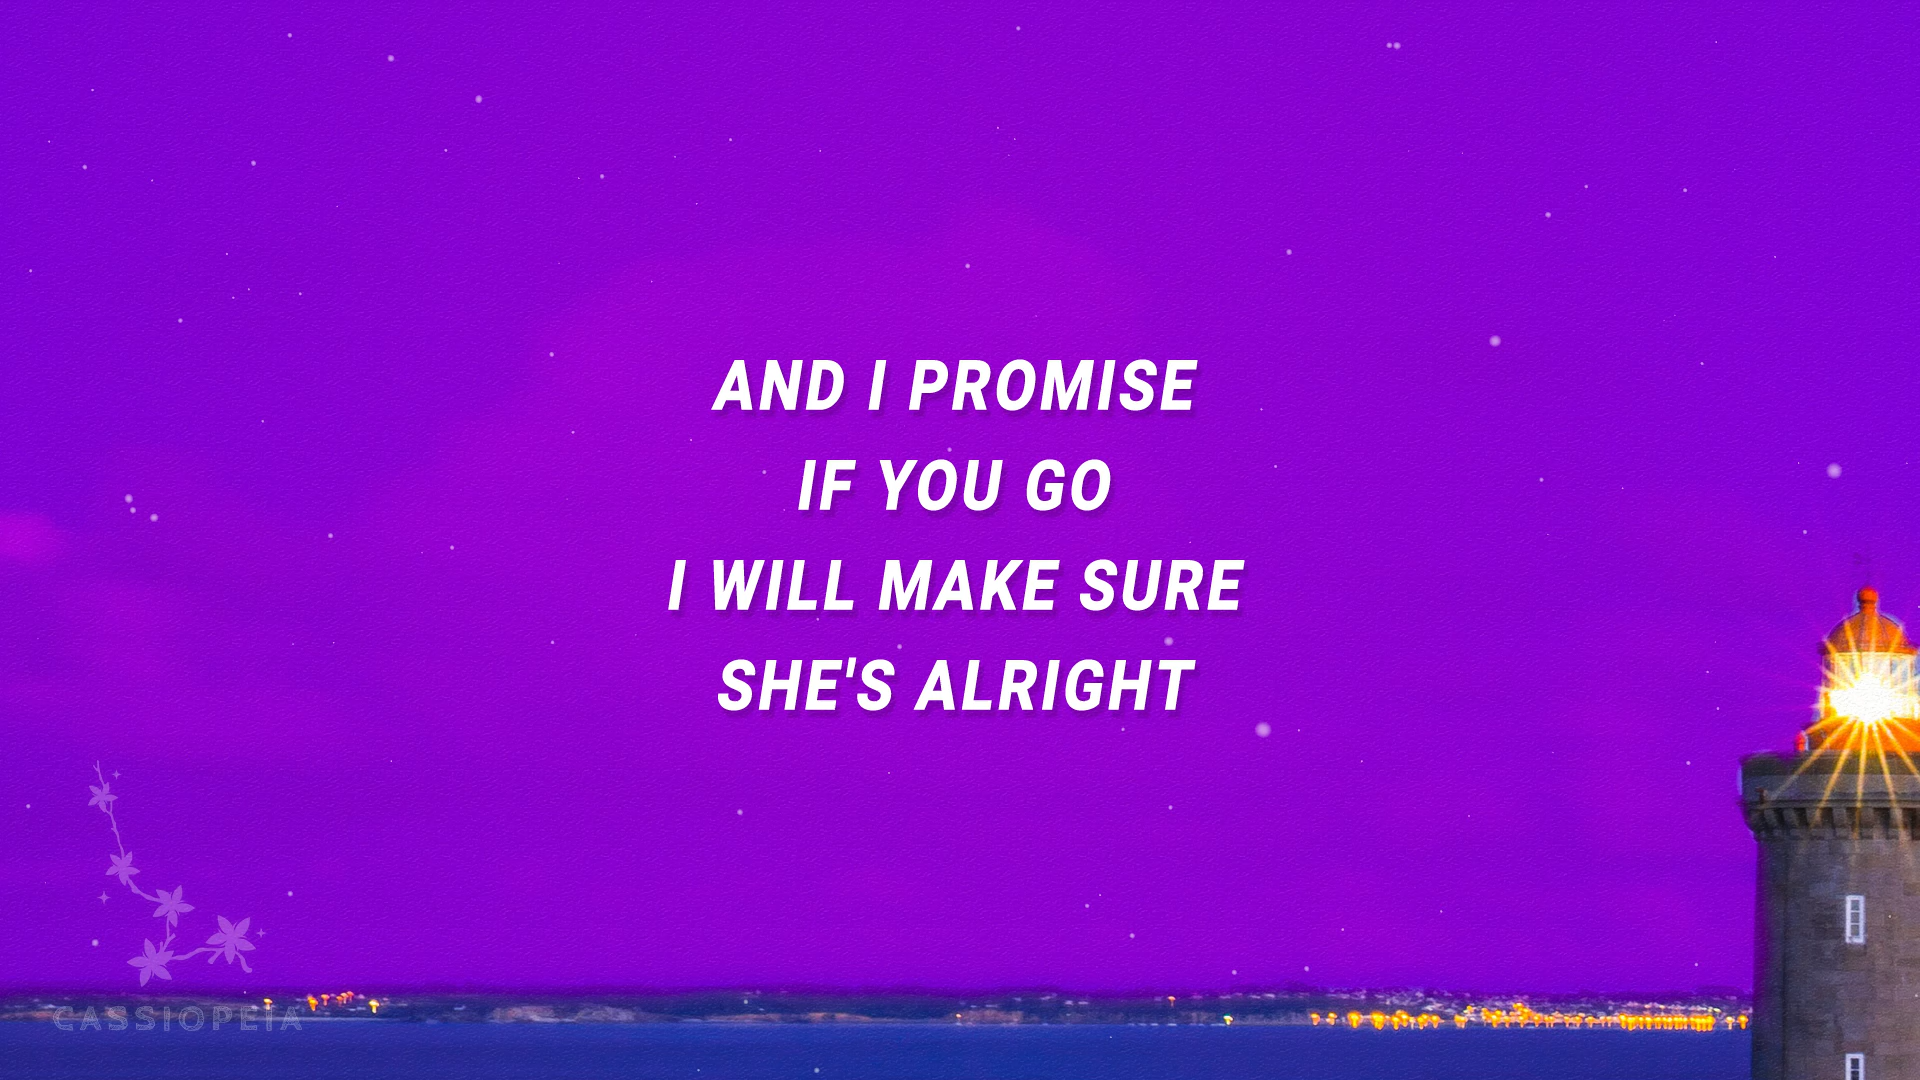 AND I PROMISE
IF YOU GO
I WILL MAKE SURE
SHE'S ALRIGHT
CASSIOPEIA